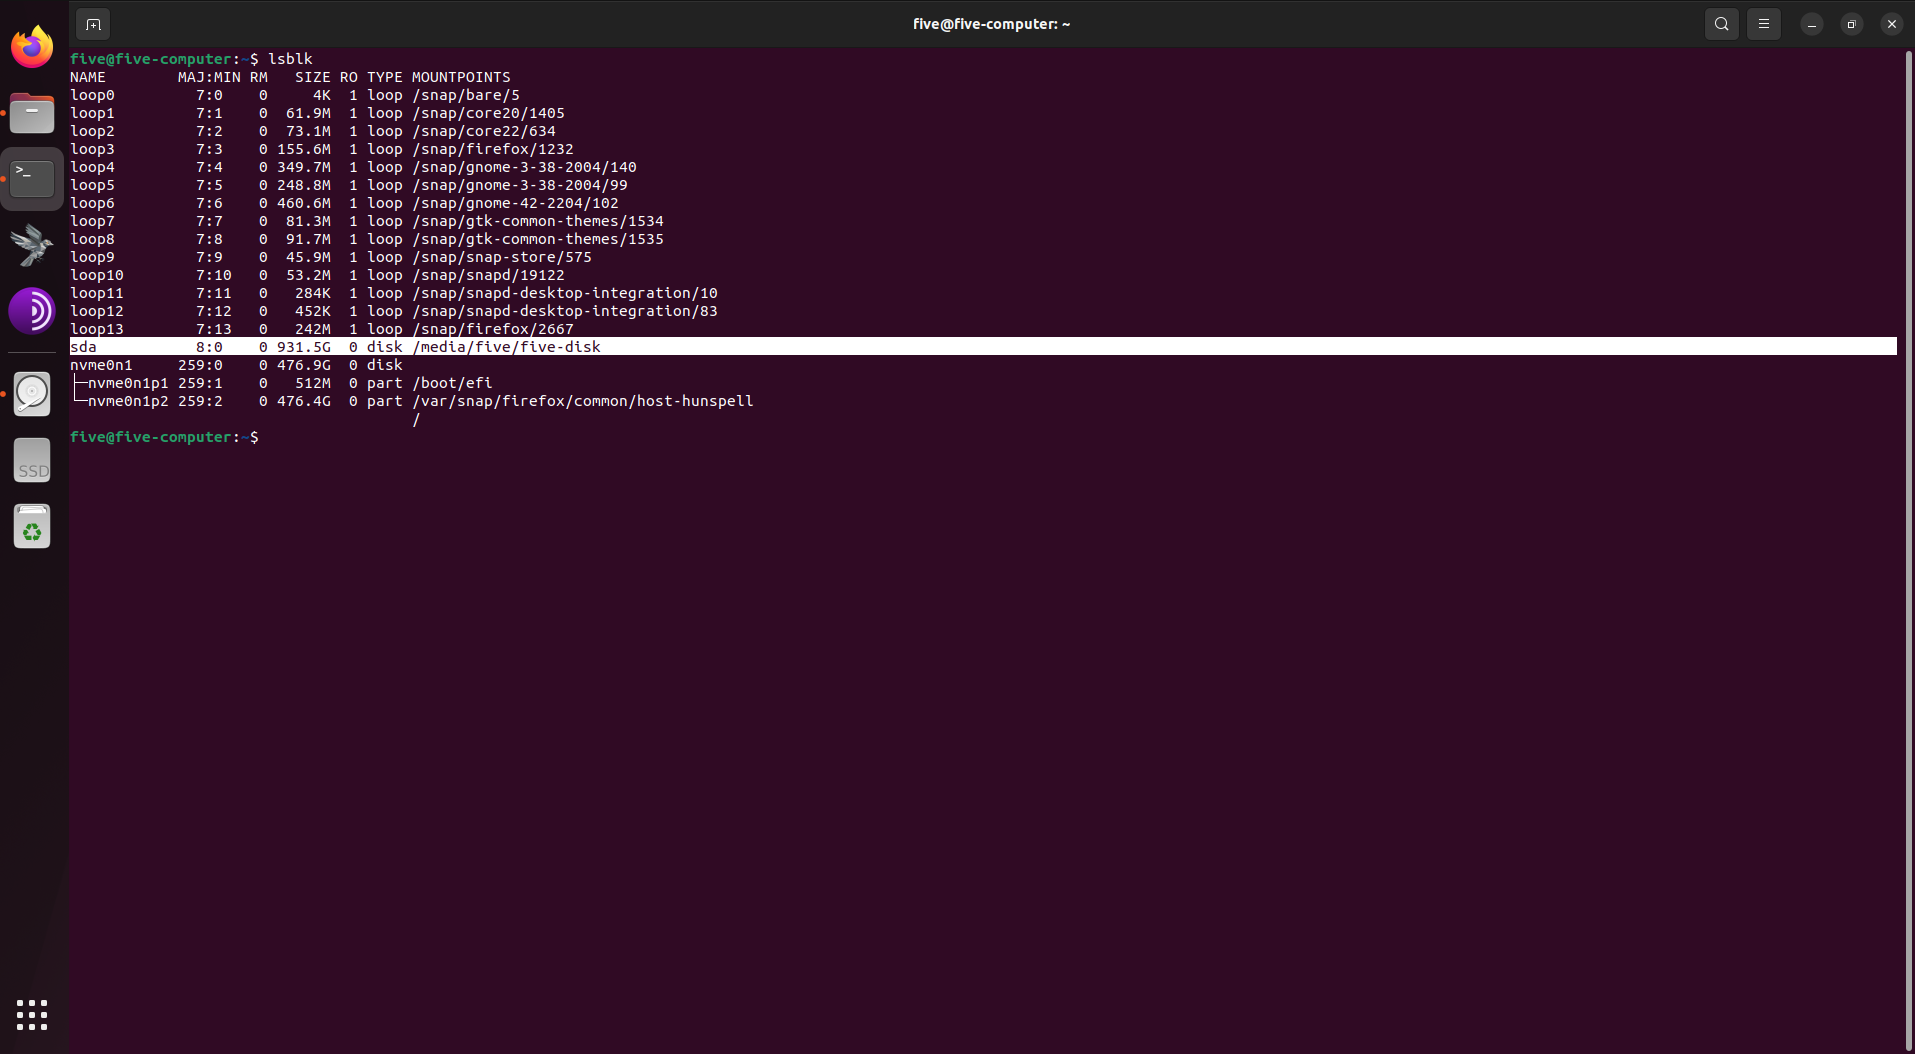 five@five-computer: ~
five@five-computer:~$ lsblk
NAME        MAJ:MIN RM   SIZE RO TYPE MOUNTPOINTS
loop0         7:0    0     4K  1 loop /snap/bare/5
loop1         7:1    0  61.9M  1 loop /snap/core20/1405
loop2         7:2    0  73.1M  1 loop /snap/core22/634
loop3         7:3    0 155.6M  1 loop /snap/firefox/1232
loop4         7:4    0 349.7M  1 loop /snap/gnome-3-38-2004/140
loop5         7:5    0 248.8M  1 loop /snap/gnome-3-38-2004/99
loop6         7:6    0 460.6M  1 loop /snap/gnome-42-2204/102
loop7         7:7    0  81.3M  1 loop /snap/gtk-common-themes/1534
loop8         7:8    0  91.7M  1 loop /snap/gtk-common-themes/1535
loop9         7:9    0  45.9M  1 loop /snap/snap-store/575
loop10        7:10   0  53.2M  1 loop /snap/snapd/19122
loop11        7:11   0   284K  1 loop /snap/snapd-desktop-integration/10
loop12        7:12   0   452K  1 loop /snap/snapd-desktop-integration/83
loop13        7:13   0   242M  1 loop /snap/firefox/2667
sda           8:0    0 931.5G  0 disk /media/five/five-disk
nvme0n1     259:0    0 476.9G  0 disk
├─nvme0n1p1 259:1    0   512M  0 part /boot/efi
└─nvme0n1p2 259:2    0 476.4G  0 part /var/snap/firefox/common/host-hunspell
                                      /
five@five-computer:~$
SSD